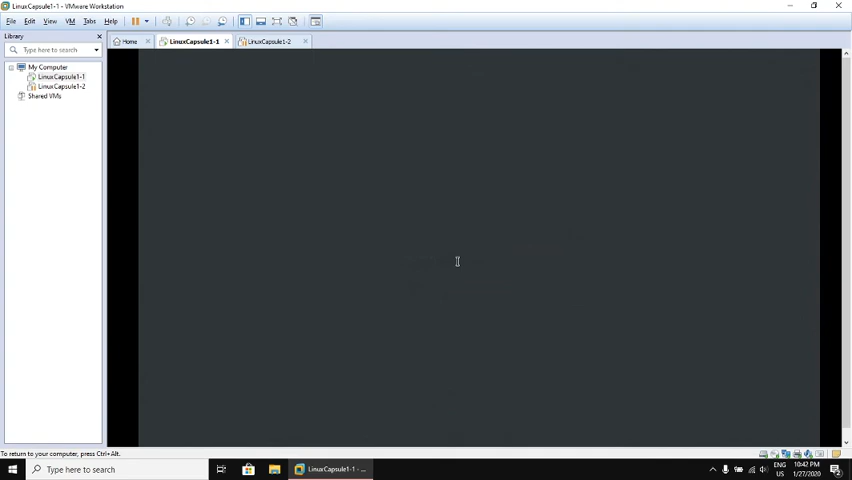 LinuxCapsule1-1 - VMware Workstation
File Edit View VM Tabs Help
Library
Type here to search
My Computer
LinuxCapsule1-1
LinuxCapsule1-2
Shared VMs
Home LinuxCapsule1-1 LinuxCapsule1-2
To return to your computer, press Ctrl+Alt.
Type here to search
LinuxCapsule1-1 - ...
ENG
US
10:42 PM
1/27/2020
2